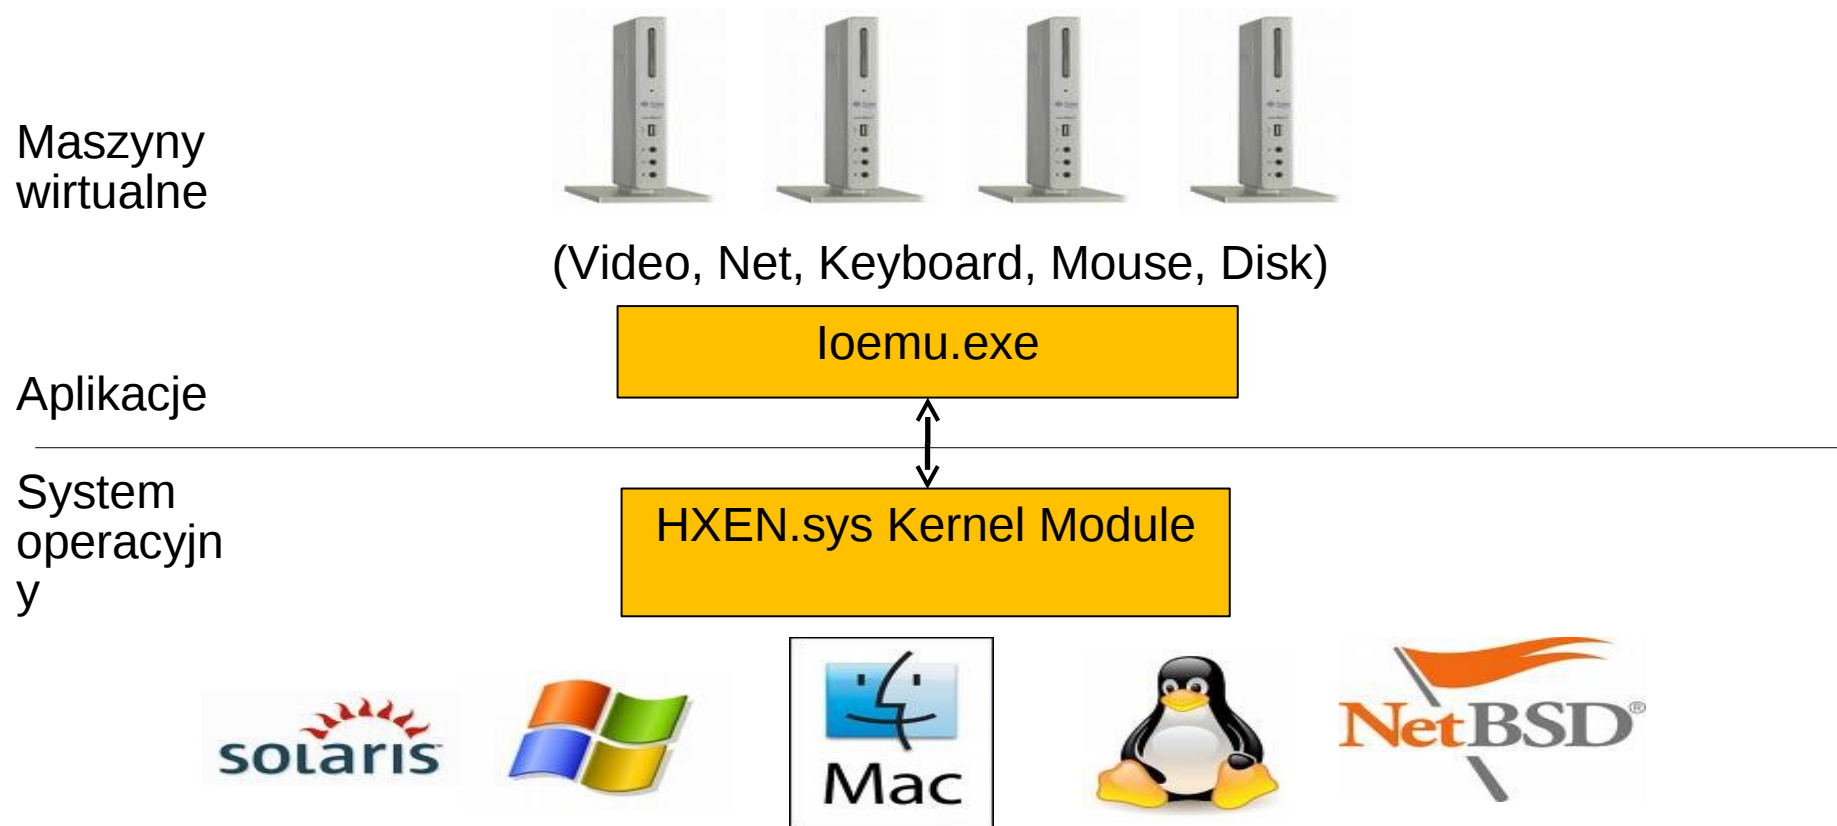 Maszyny
wirtualne
(Video, Net, Keyboard, Mouse, Disk)
Ioemu.exe
Aplikacje
System
operacyjn
y
HXEN.sys Kernel Module
solaris
Mac
NetBSD®